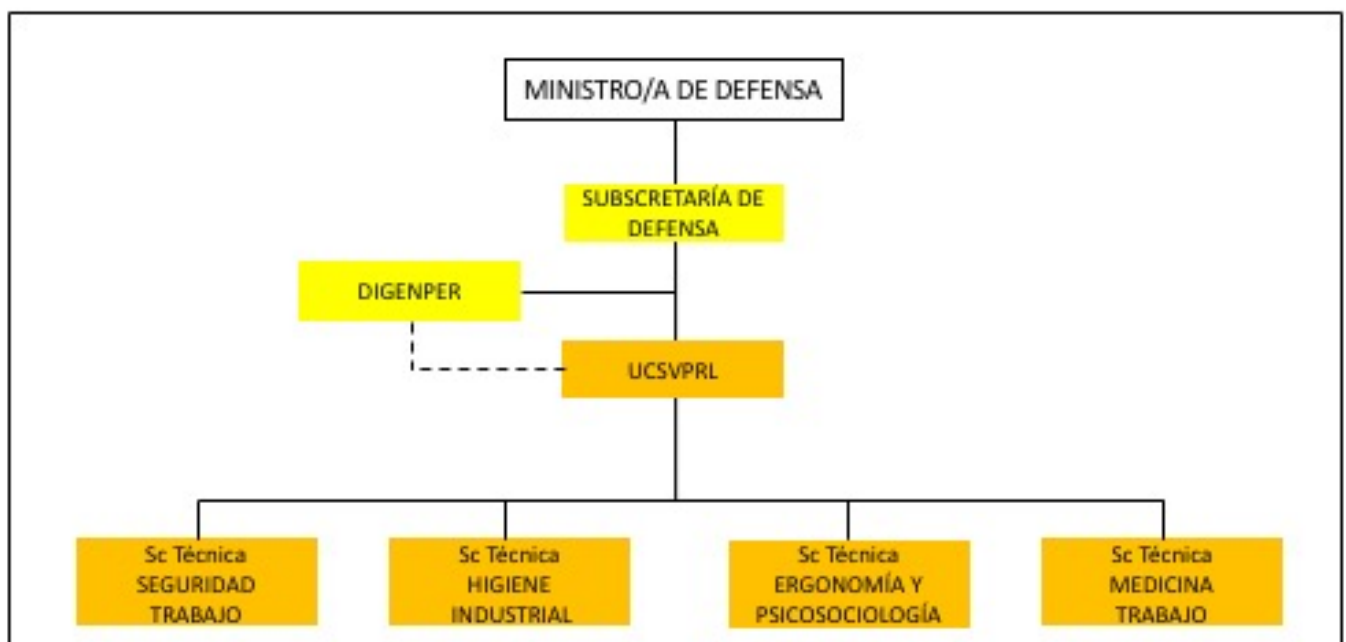 MINISTRO/A DE DEFENSA
SUBSCRETARÍA DE
DEFENSA
DIGENPER
UCSVPRL
Sc Técnica
SEGURIDAD
TRABAJO
Sc Técnica
HIGIENE
INDUSTRIAL
Sc Técnica
ERGONOMÍA Y
PSICOSOCIOLOGÍA
Sc Técnica
MEDICINA
TRABAJO